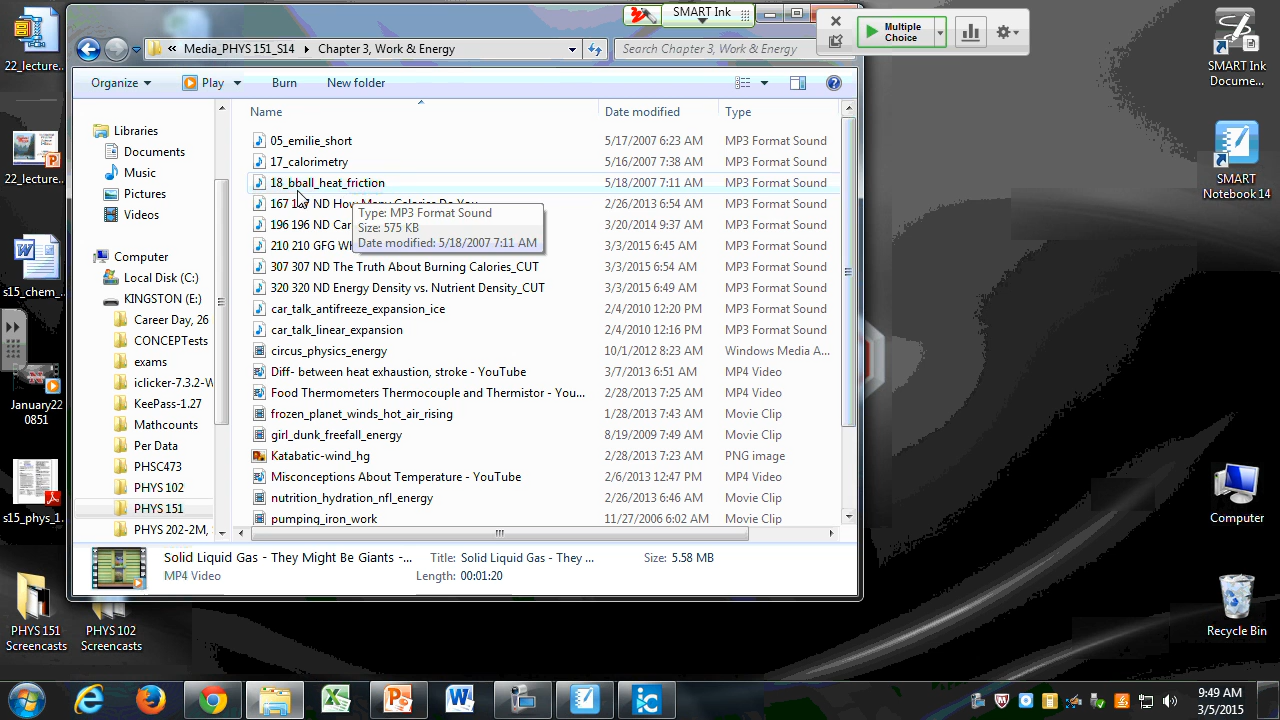 SMART Ink
Multiple
Choice
Media_PHYS 151_S14
Chapter 3, Work & Energy
Search Chapter 3, Work & Energy
Organize
Play
Burn
New folder
Name
Date modified
Type
Libraries
Documents
Music
Pictures
Videos
Computer
Local Disk (C:)
KINGSTON (E:)
Career Day, 26
CONCEPTests
exams
iclicker-7.3.2-W
KeePass-1.27
Mathcounts
Per Data
PHSC473
PHYS 102
PHYS 151
PHYS 202-2M,
05_emilie_short 5/17/2007 6:23 AM MP3 Format Sound
17_calorimetry 5/16/2007 7:38 AM MP3 Format Sound
18_bball_heat_friction 5/18/2007 7:11 AM MP3 Format Sound
167 ND How Many Calories Do You 2/26/2013 6:54 AM MP3 Format Sound
196 196 ND Car 3/20/2014 9:37 AM MP3 Format Sound
210 210 GFG Wh 3/3/2015 6:45 AM MP3 Format Sound
307 307 ND The Truth About Burning Calories_CUT 3/3/2015 6:54 AM MP3 Format Sound
320 320 ND Energy Density vs. Nutrient Density_CUT 3/3/2015 6:49 AM MP3 Format Sound
car_talk_antifreeze_expansion_ice 2/4/2010 12:20 PM MP3 Format Sound
car_talk_linear_expansion 2/4/2010 12:16 PM MP3 Format Sound
circus_physics_energy 10/1/2012 8:23 AM Windows Media A...
Diff- between heat exhaustion, stroke - YouTube 3/7/2013 6:51 AM MP4 Video
Food Thermometers Thermocouple and Thermistor - You... 2/28/2013 7:25 AM MP4 Video
frozen_planet_winds_hot_air_rising 1/28/2013 7:43 AM Movie Clip
girl_dunk_freefall_energy 8/19/2009 7:49 AM Movie Clip
Katabatic-wind_hg 2/28/2013 7:23 AM PNG image
Misconceptions About Temperature - YouTube 2/6/2013 12:47 PM MP4 Video
nutrition_hydration_nfl_energy 2/26/2013 6:46 AM Movie Clip
pumping_iron_work 11/27/2006 6:02 AM Movie Clip
Type: MP3 Format Sound
Size: 575 KB
Date modified: 5/18/2007 7:11 AM
Solid Liquid Gas - They Might Be Giants -...
MP4 Video
Title: Solid Liquid Gas - They ...
Length: 00:01:20
Size: 5.58 MB
22_lecture...
22_lecture...
s15_chem_...
January22
0851
s15_phys_1...
PHYS 151
Screencasts
PHYS 102
Screencasts
SMART Ink
Docume...
SMART
Notebook 14
Computer
Recycle Bin
9:49 AM
3/5/2015